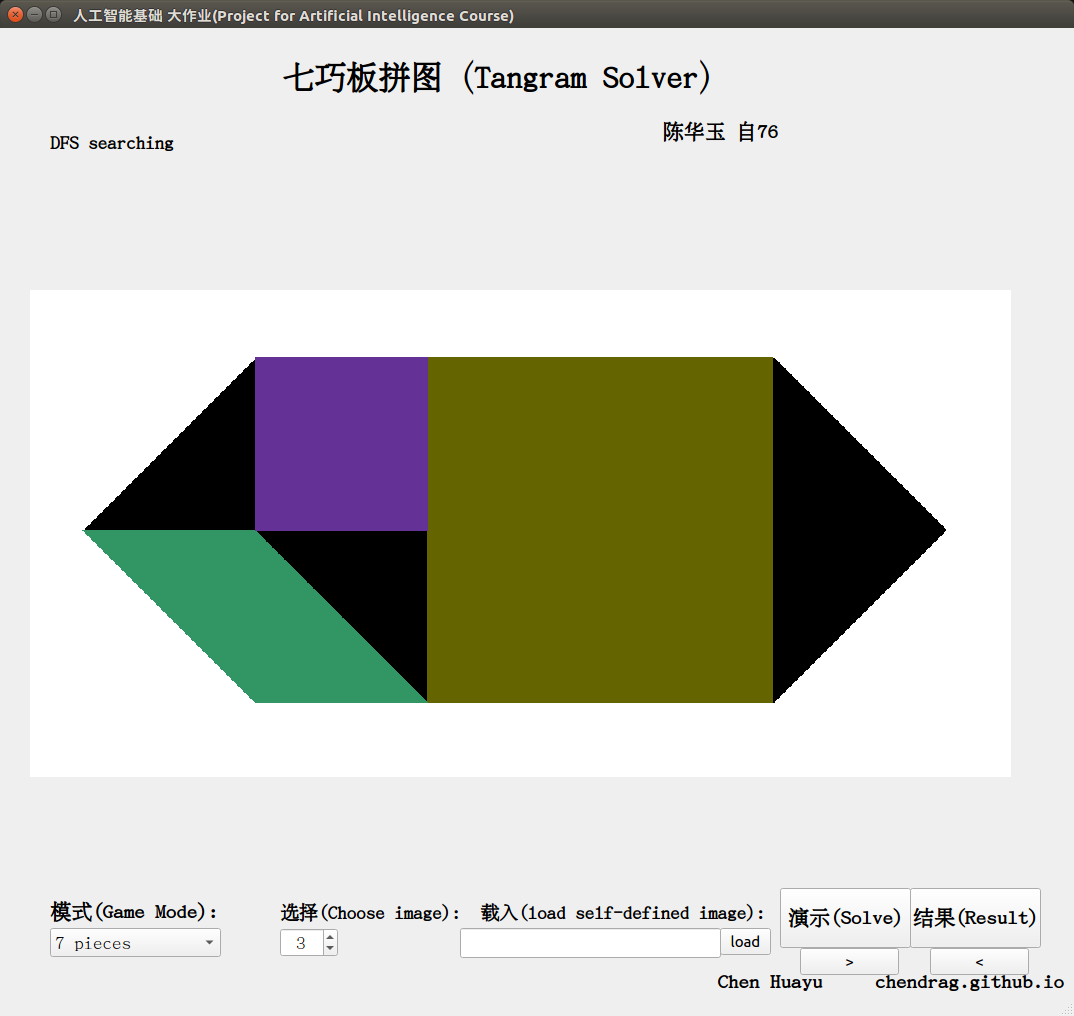 人工智能基础 大作业(Project for Artificial Intelligence Course)
七巧板拼图 (Tangram Solver)
陈华玉 自76
DFS searching
模式(Game Mode):
7 pieces
选择(Choose image):
3
载入(load self-defined image):
load
演示(Solve)
结果(Result)
>
<
Chen Huayu
chendrag.github.io